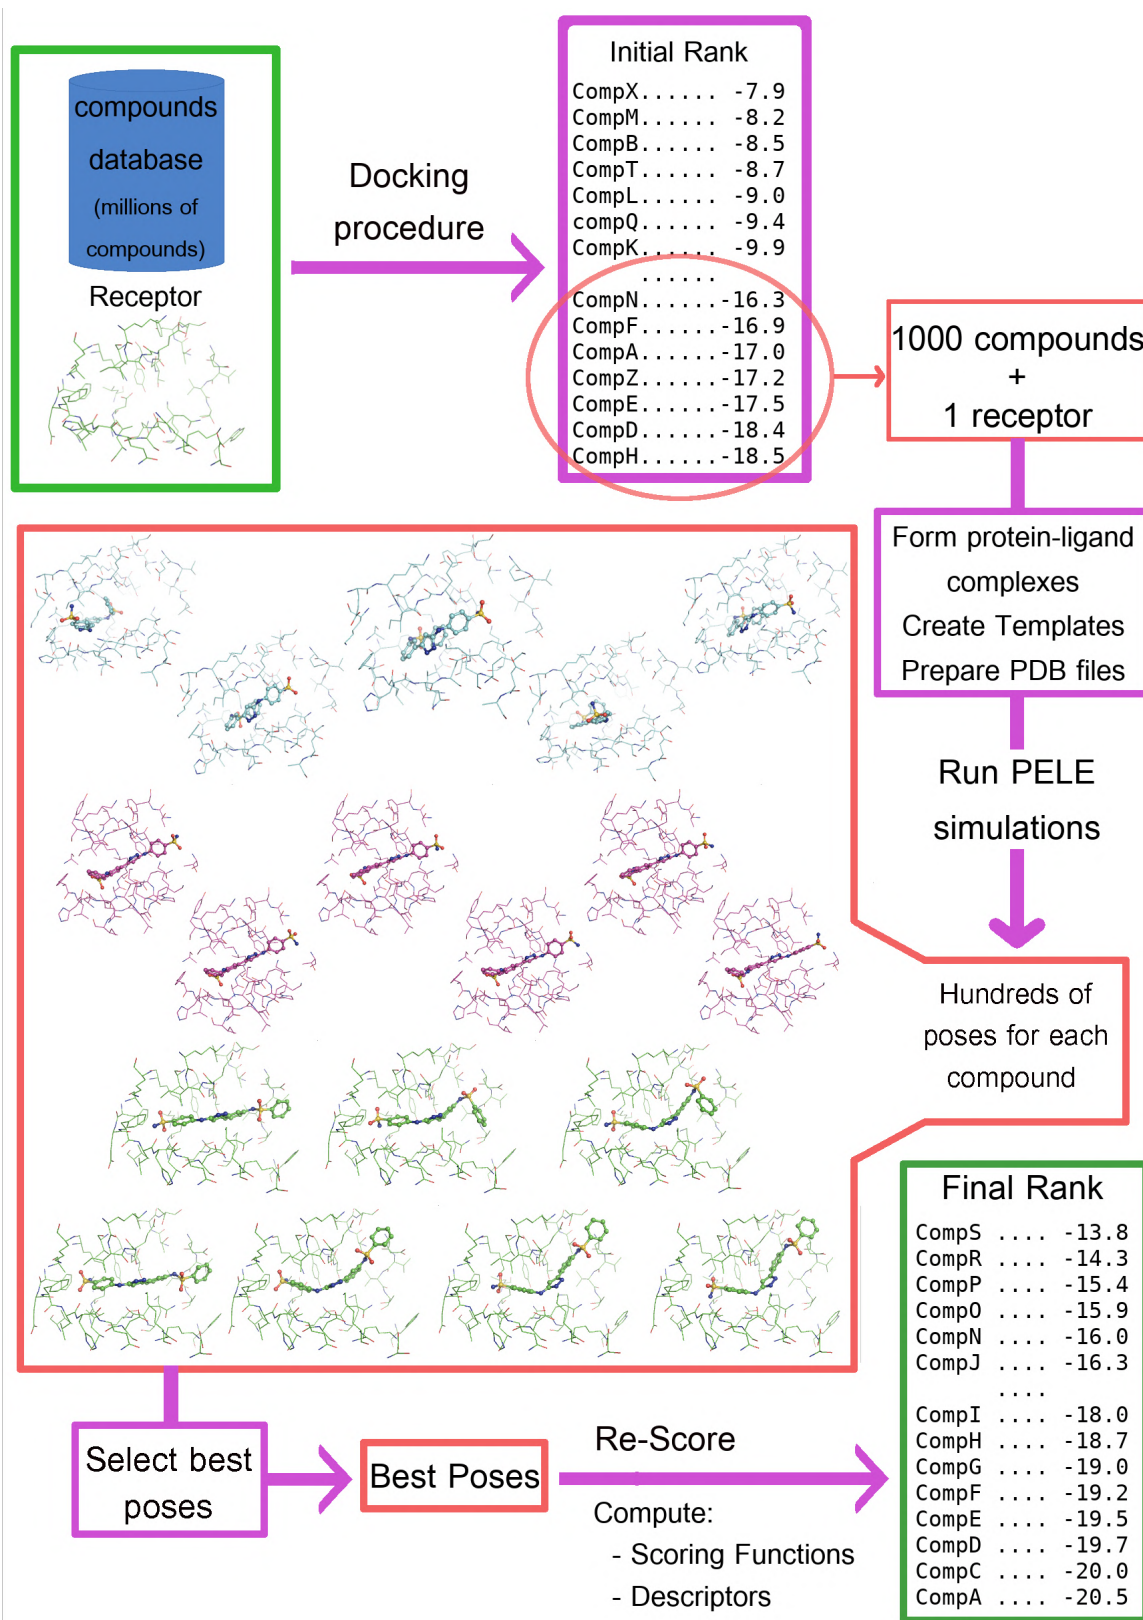 compounds
database
(millions of
compounds)
Receptor
Docking
procedure
Initial Rank
CompX...... -7.9
CompM...... -8.2
CompB...... -8.5
CompT...... -8.7
CompL...... -9.0
compQ...... -9.4
CompK...... -9.9
......
CompN......-16.3
CompF......-16.9
CompA......-17.0
CompZ......-17.2
CompE......-17.5
CompD......-18.4
CompH......-18.5
1000 compounds
+
1 receptor
Form protein-ligand
complexes
Create Templates
Prepare PDB files
Run PELE
simulations
Hundreds of
poses for each
compound
Select best
poses
Best Poses
Re-Score
Compute:
- Scoring Functions
- Descriptors
Final Rank
CompS .... -13.8
CompR .... -14.3
CompP .... -15.4
CompO .... -15.9
CompN .... -16.0
CompJ .... -16.3
....
CompI .... -18.0
CompH .... -18.7
CompG .... -19.0
CompF .... -19.2
CompE .... -19.5
CompD .... -19.7
CompC .... -20.0
CompA .... -20.5